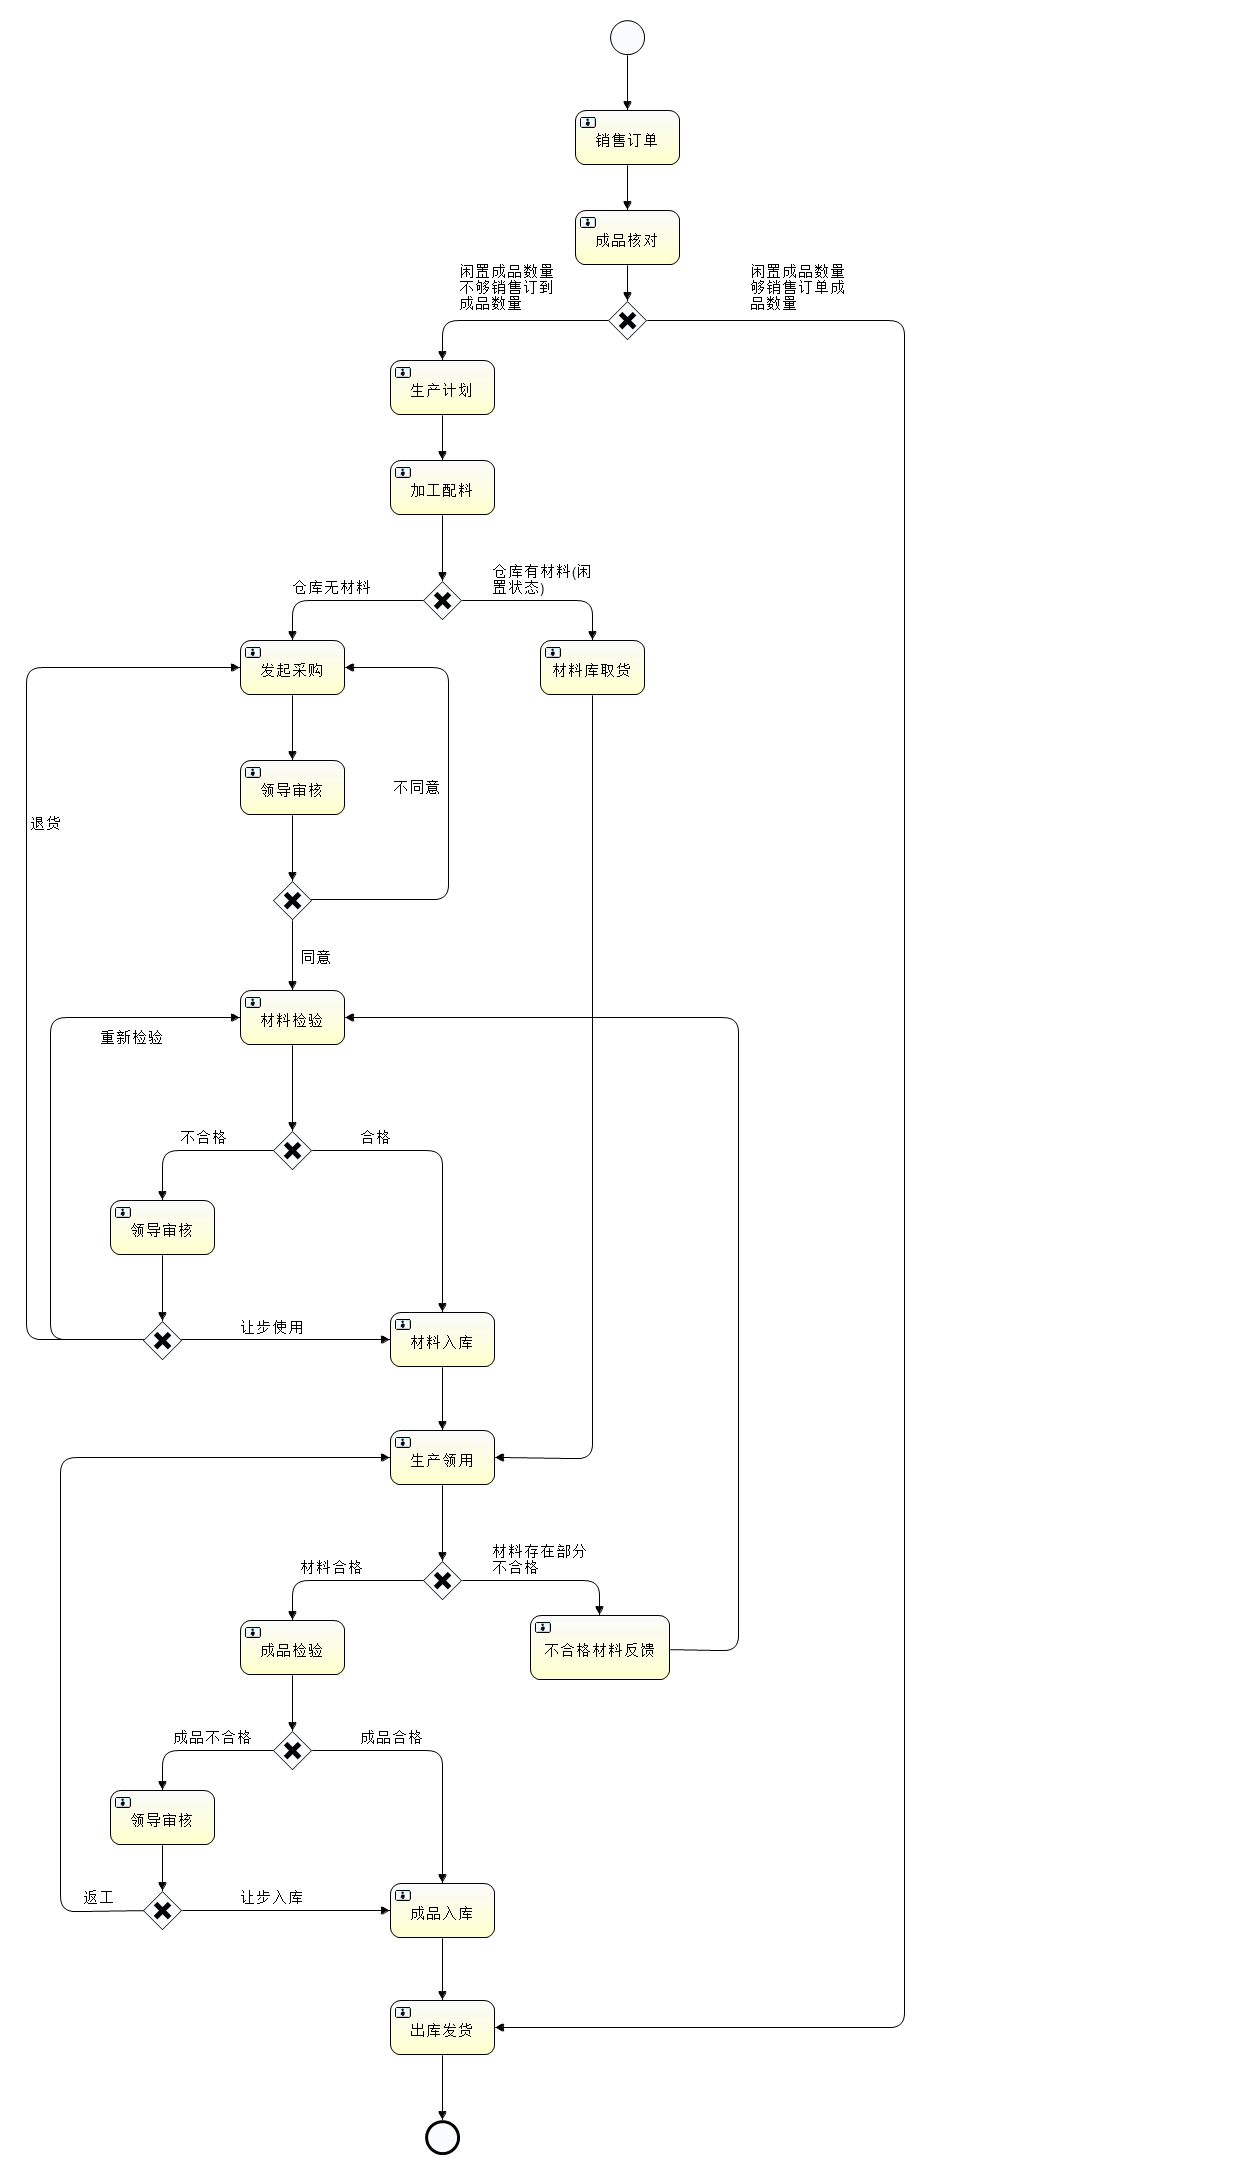 销售订单
成品核对
闲置成品数量
不够销售订到
成品数量
闲置成品数量
够销售订单成
品数量
生产计划
加工配料
仓库无材料
仓库有材料(闲
置状态)
发起采购
材料库取货
领导审核
不同意
退货
同意
材料检验
重新检验
不合格
合格
领导审核
让步使用
材料入库
生产领用
材料合格
材料存在部分
不合格
成品检验
不合格材料反馈
成品不合格
成品合格
领导审核
返工
让步入库
成品入库
出库发货